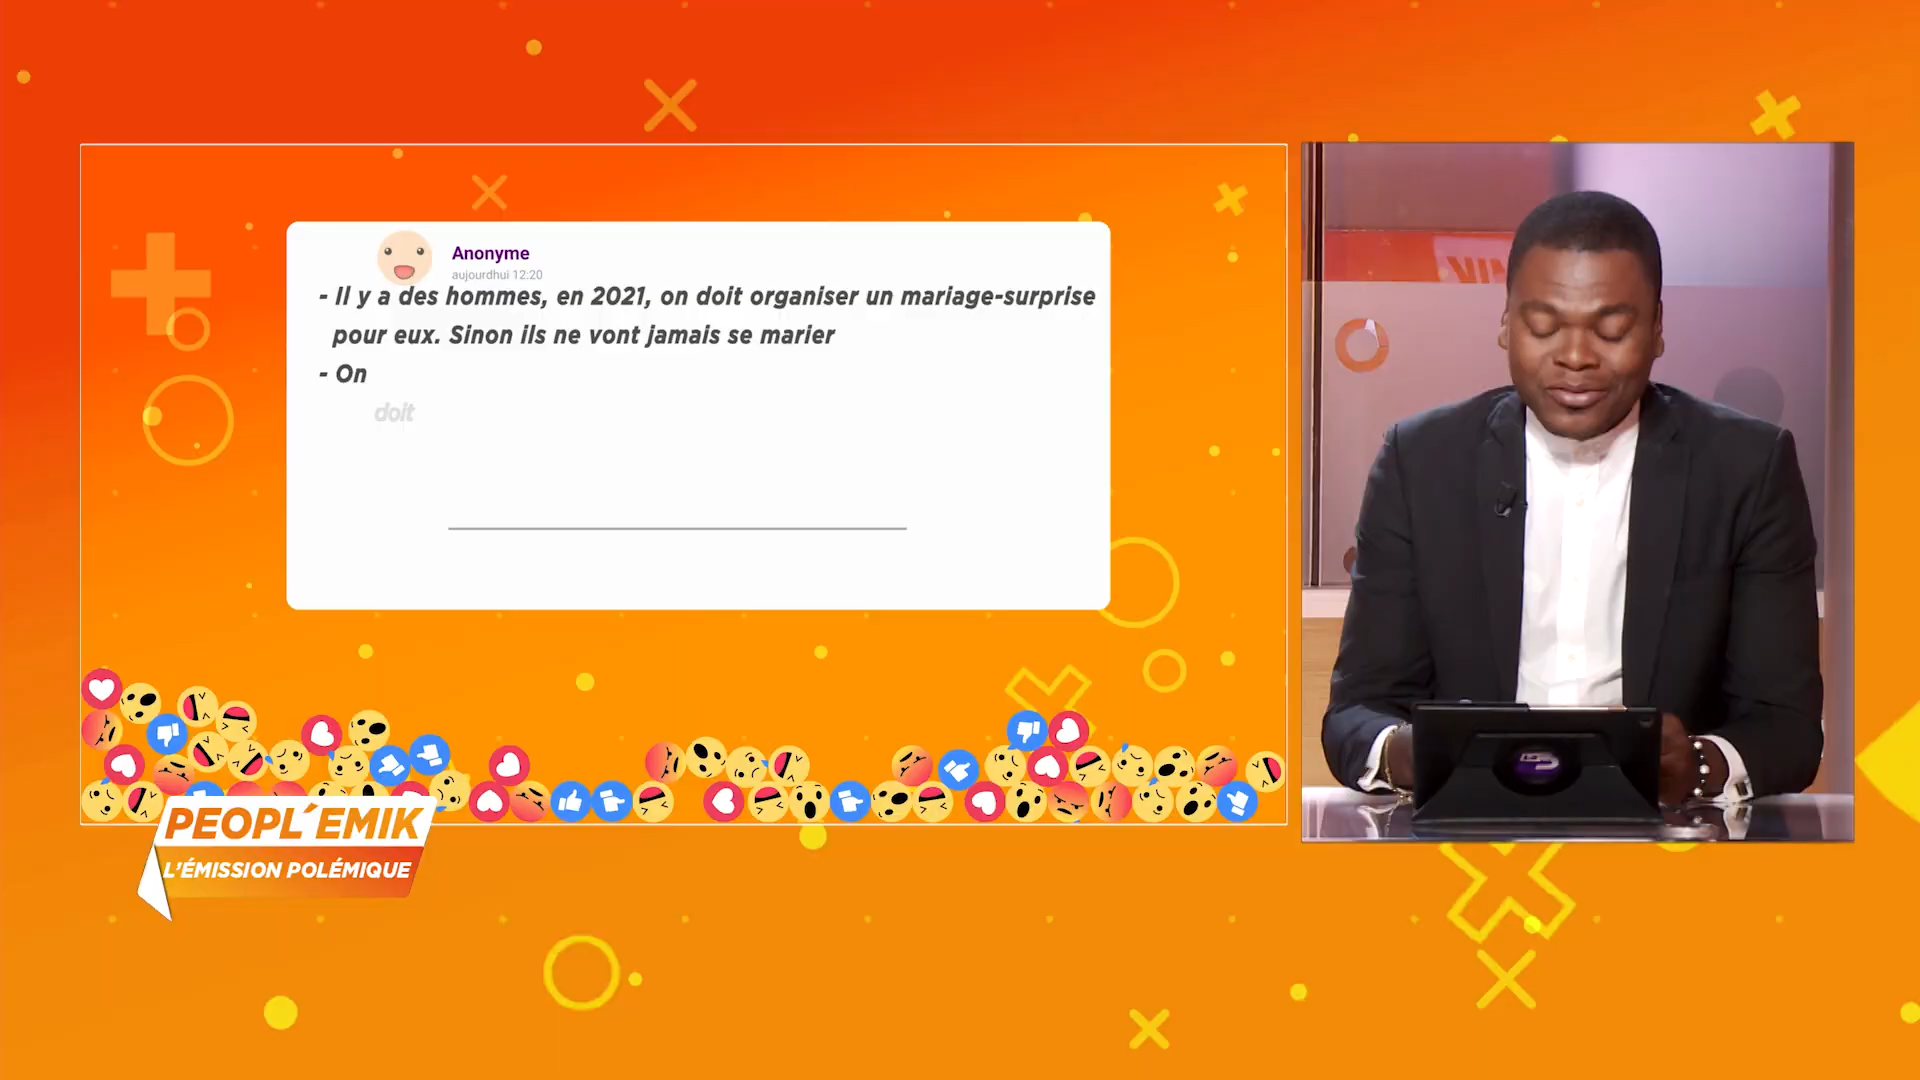 Anonyme
aujourdhui 12:20
- Il y a des hommes, en 2021, on doit organiser un mariage-surprise
pour eux. Sinon ils ne vont jamais se marier
- On
doit
PEOPL´EMIK
L'ÉMISSION POLÉMIQUE